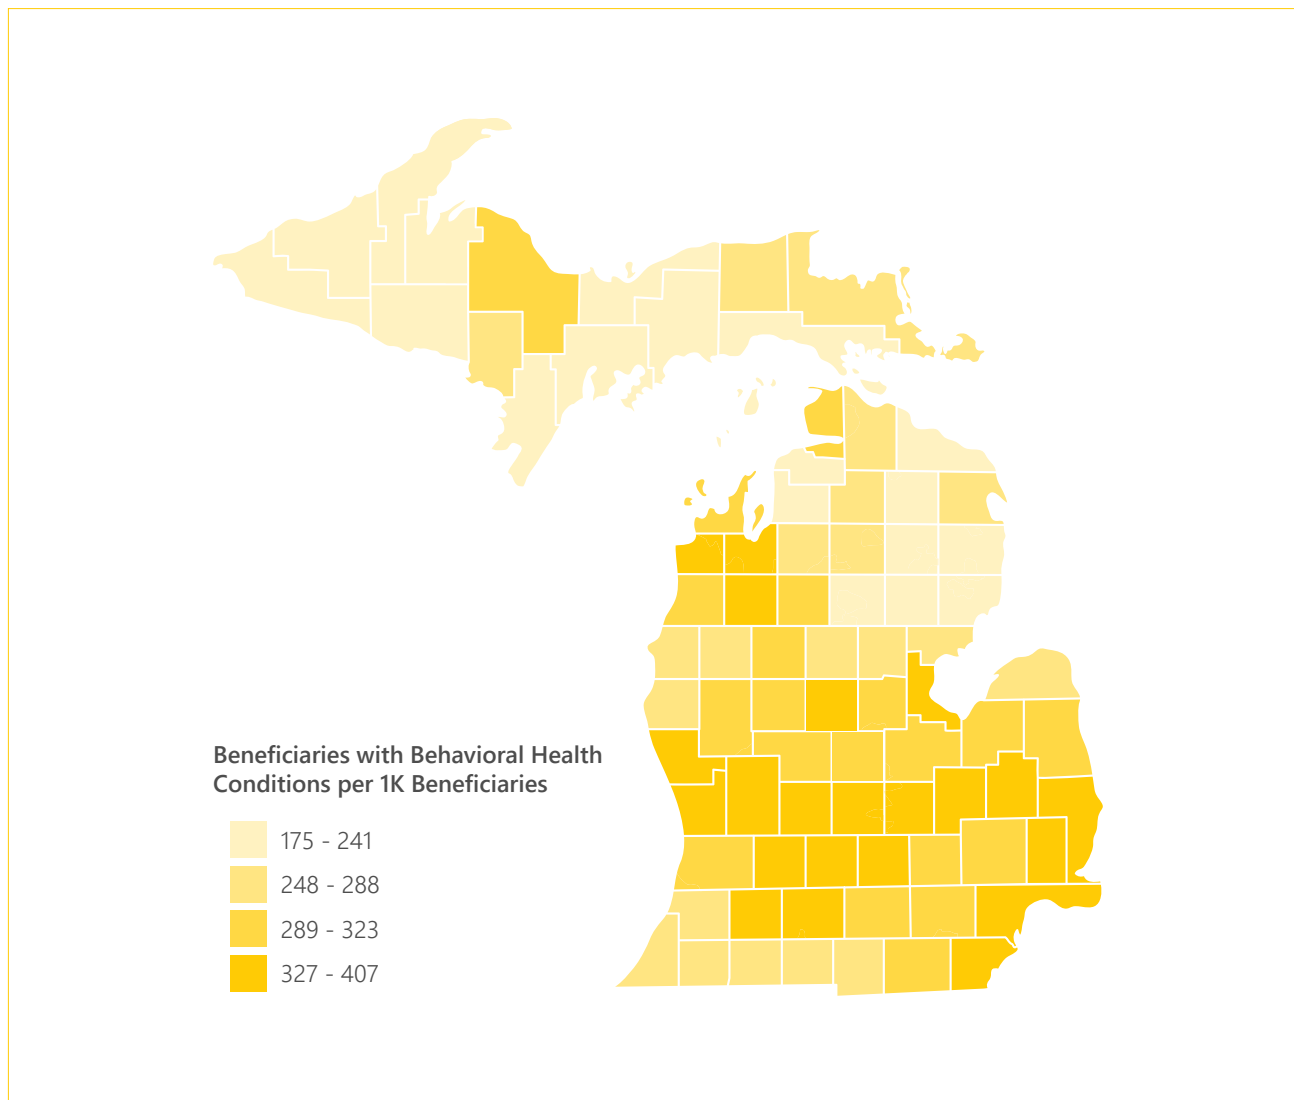 Beneficiaries with Behavioral Health
Conditions per 1K Beneficiaries
175 - 241
248 - 288
289 - 323
327 - 407